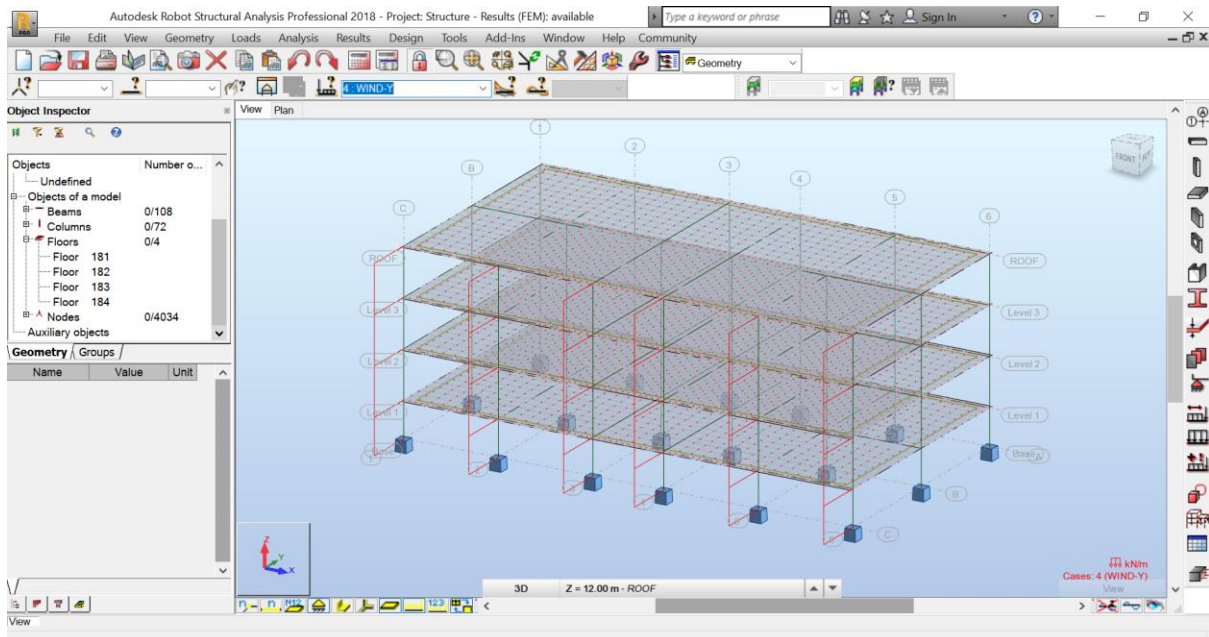 Autodesk Robot Structural Analysis Professional 2018 - Project: Structure - Results (FEM): available
Type a keyword or phrase
Sign In
PRO
File Edit View Geometry Loads Analysis Results Design Tools Add-Ins Window Help Community
Geometry
4 : WIND-Y
Object Inspector
View Plan
Objects Number o...
Undefined
Objects of a model
Beams 0/108
Columns 0/72
Floors 0/4
Floor 181
Floor 182
Floor 183
Floor 184
Nodes 0/4034
Auxiliary objects
Geometry Groups
Name Value Unit
1
2
B
3
4
5
C
6
FRONT
ROOF
ROOF
Level 3
Level 3
Level 2
Level 2
Level 1
Level 1
Base
A
B
C
Z
Y
X
kN/m
Cases: 4 (WIND-Y)
3D Z = 12.00 m - ROOF
View
View